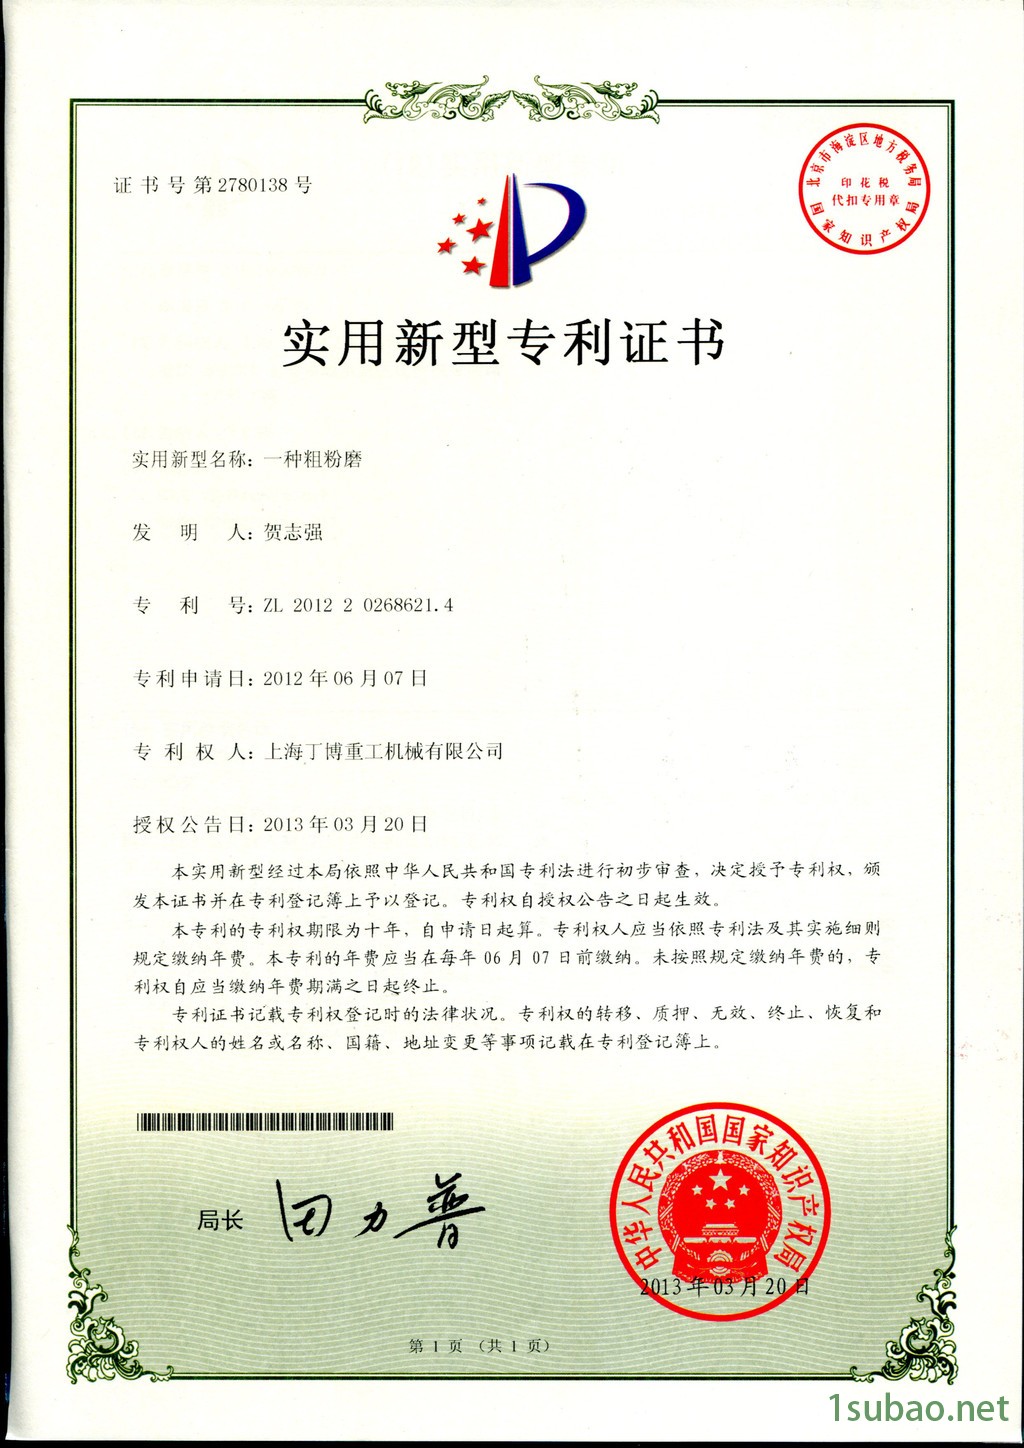 证书号第2780138号
北京市海淀区地方税务局
印花税
代扣专用章
国家知识产权局
实用新型专利证书
实用新型名称：一种粗粉磨
发明人：贺志强
专利号：ZL 2012 2 0268621.4
专利申请日：2012年06月07日
专利权人：上海丁博重工机械有限公司
授权公告日：2013年03月20日
本实用新型经过本局依照中华人民共和国专利法进行初步审查，决定授予专利权，颁
发本证书并在专利登记簿上予以登记。专利权自授权公告之日起生效。
本专利的专利权期限为十年，自申请日起算。专利权人应当依照专利法及其实施细则
规定缴纳年费。本专利的年费应当在每年06月07日前缴纳。未按照规定缴纳年费的，专
利权自应当缴纳年费期满之日起终止。
专利证书记载专利权登记时的法律状况。专利权的转移、质押、无效、终止、恢复和
专利权人的姓名或名称、国籍、地址变更等事项记载在专利登记簿上。
局长 田力普
中华人民共和国国家知识产权局
2013年03月20日
第1页（共1页）
1subao.net